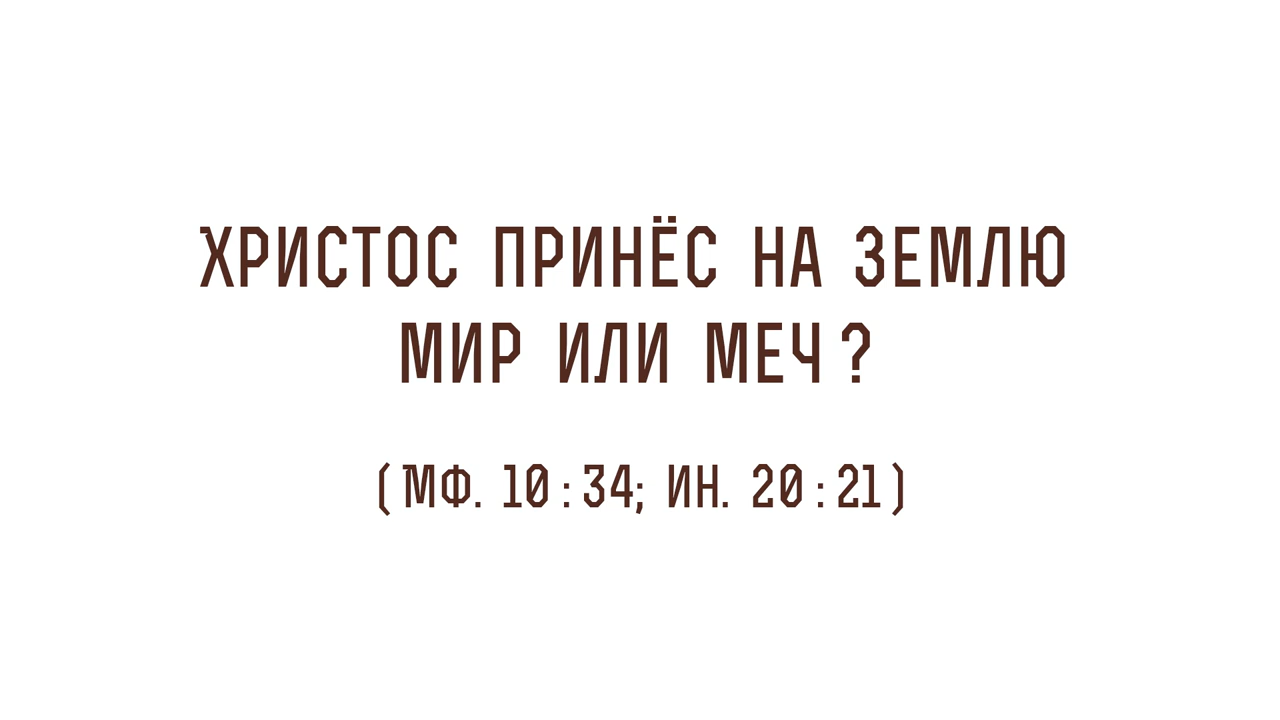 ХРИСТОС ПРИНЁС НА ЗЕМЛЮ
МИР ИЛИ МЕЧ?
(МФ. 10:34; ИН. 20:21)